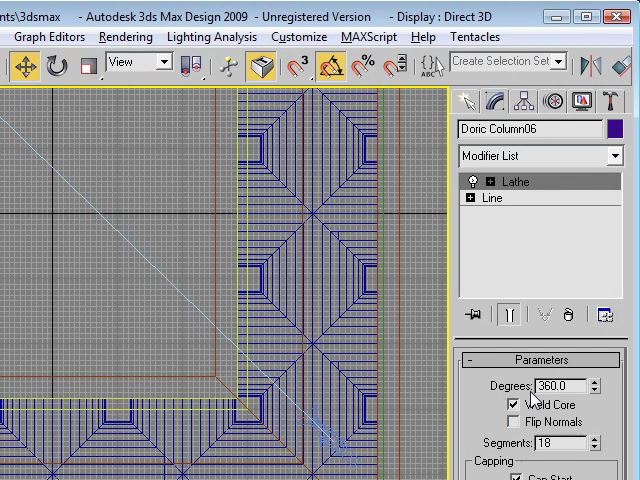 nts\3dsmax - Autodesk 3ds Max Design 2009 - Unregistered Version - Display : Direct 3D
Graph Editors Rendering Lighting Analysis Customize MAXScript Help Tentacles
View 3 % ABC Create Selection Set
Doric Column06
Modifier List
Lathe
Line
- Parameters
Degrees: 360.0
Weld Core
Flip Normals
Segments: 18
Capping
Cap Start